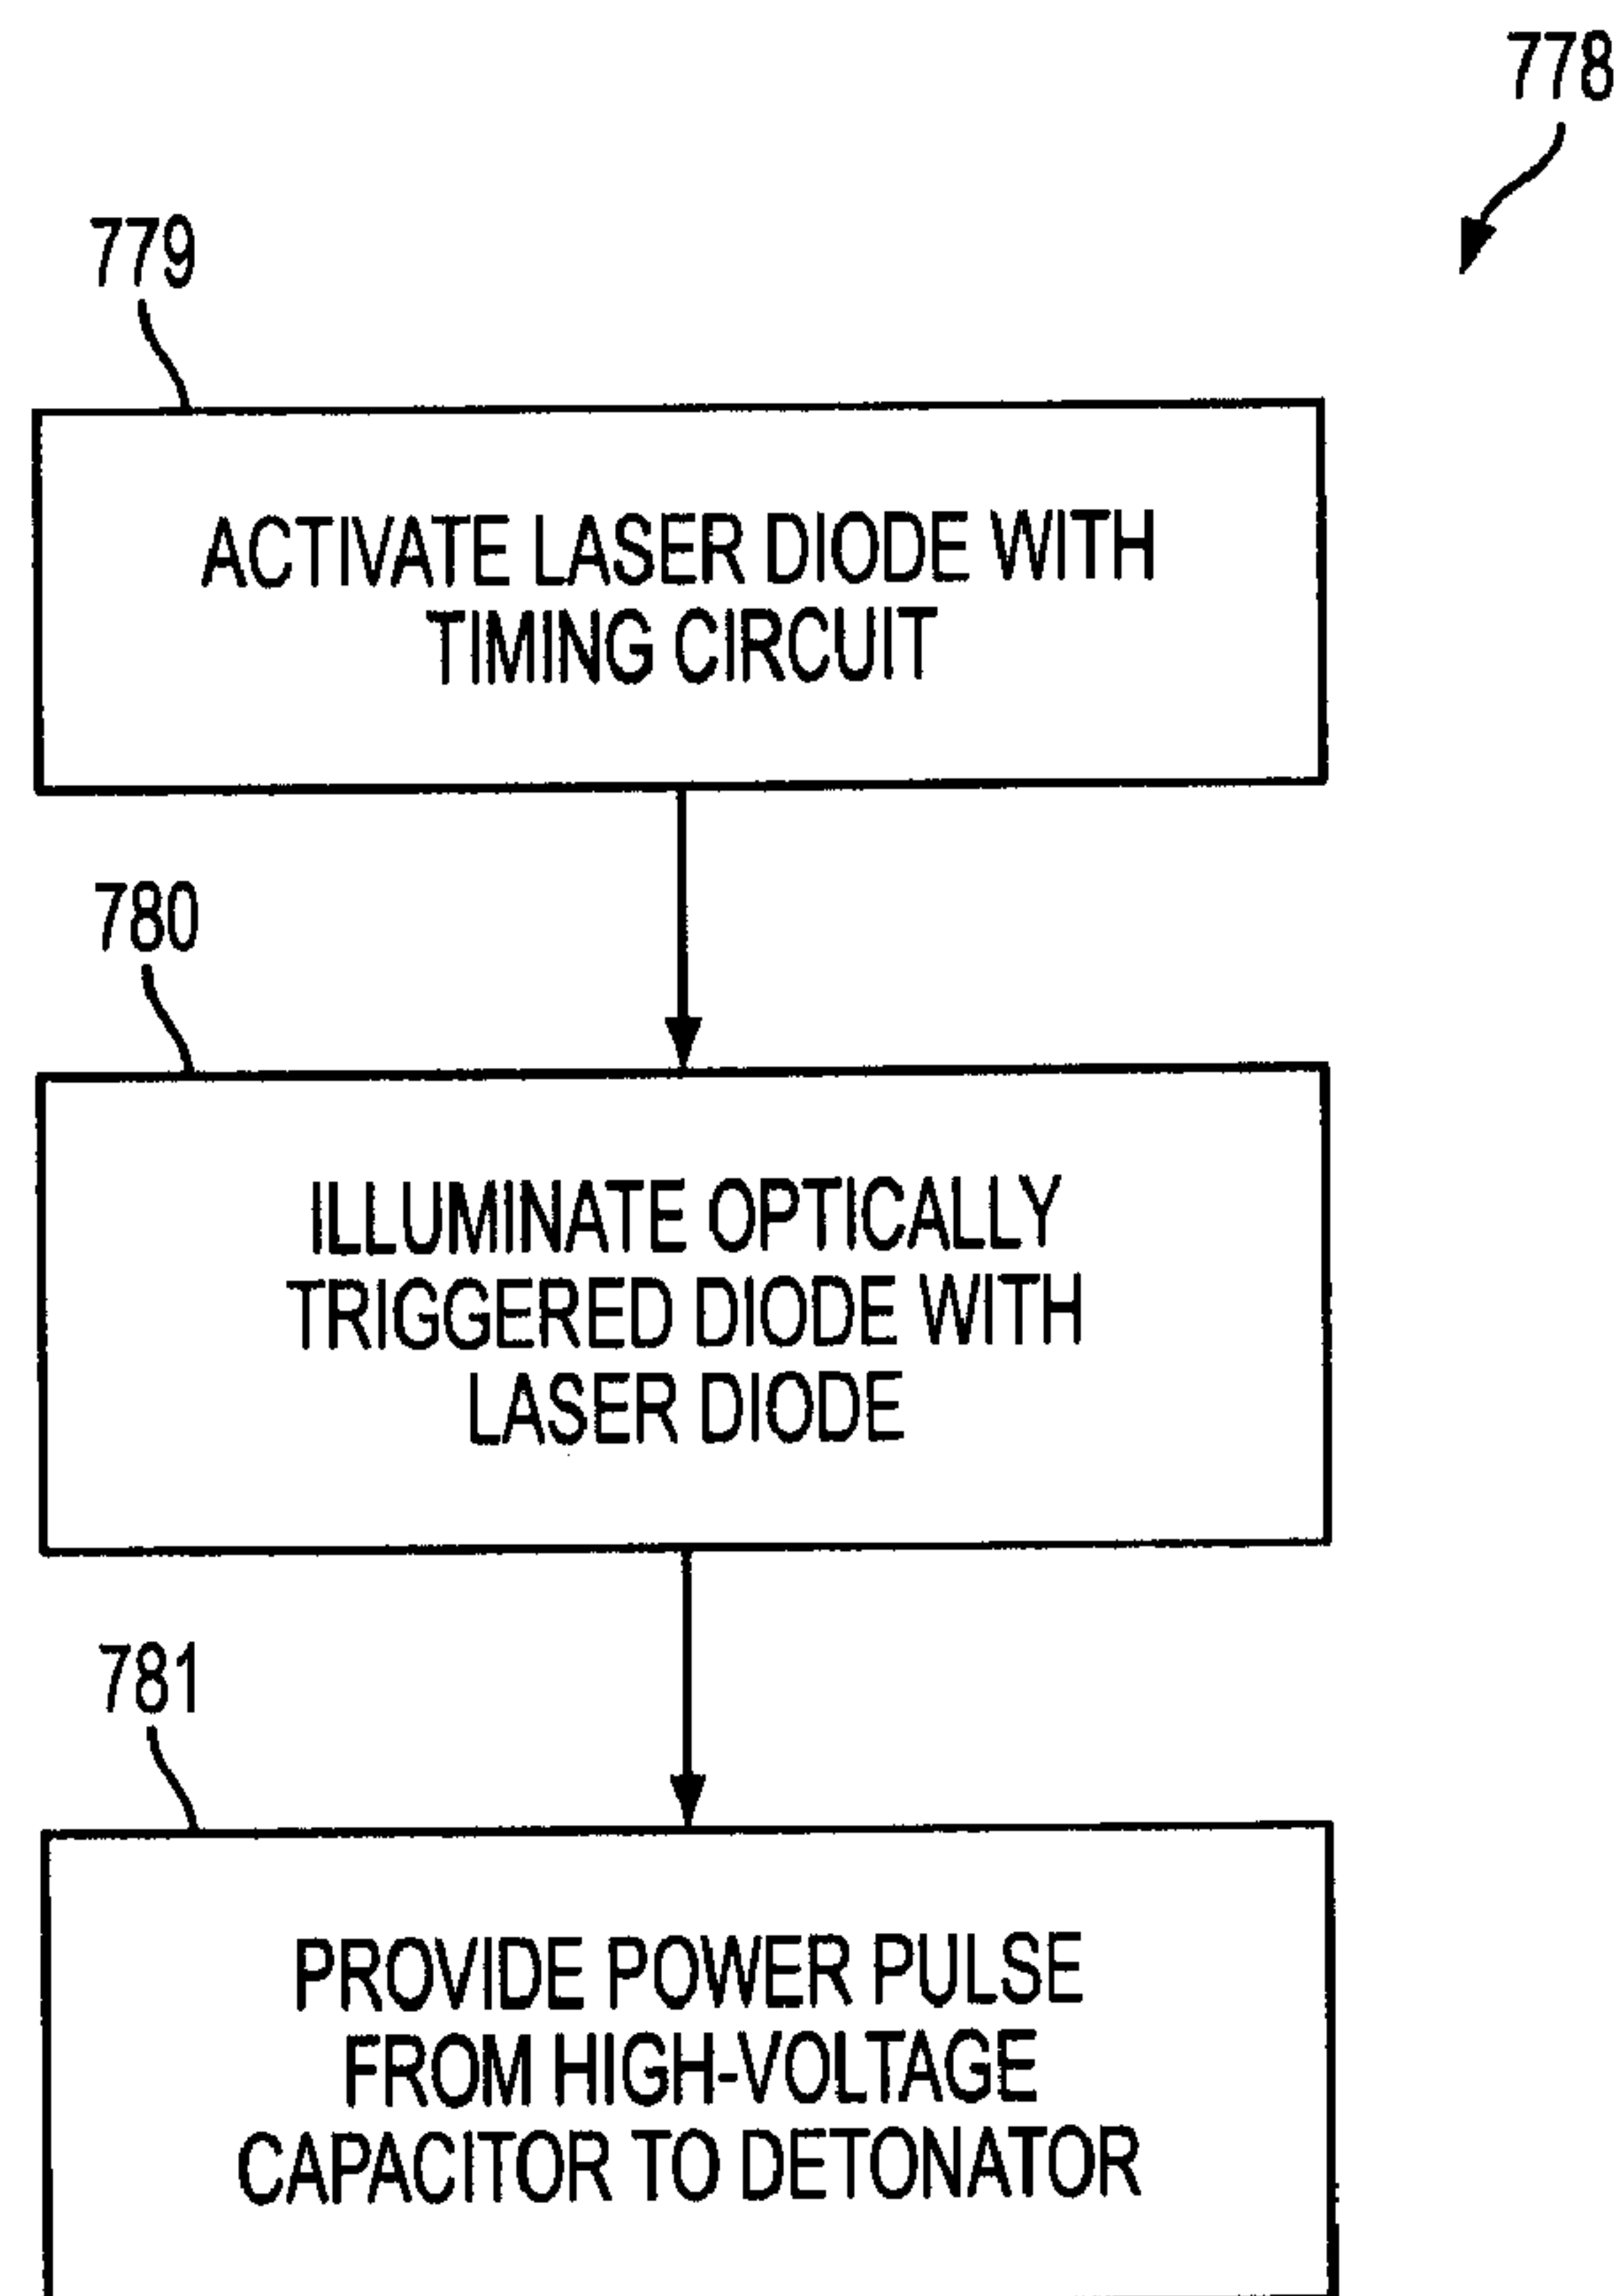 778
779
ACTIVATE LASER DIODE WITH
TIMING CIRCUIT
780
ILLUMINATE OPTICALLY
TRIGGERED DIODE WITH
LASER DIODE
781
PROVIDE POWER PULSE
FROM HIGH-VOLTAGE
CAPACITOR TO DETONATOR